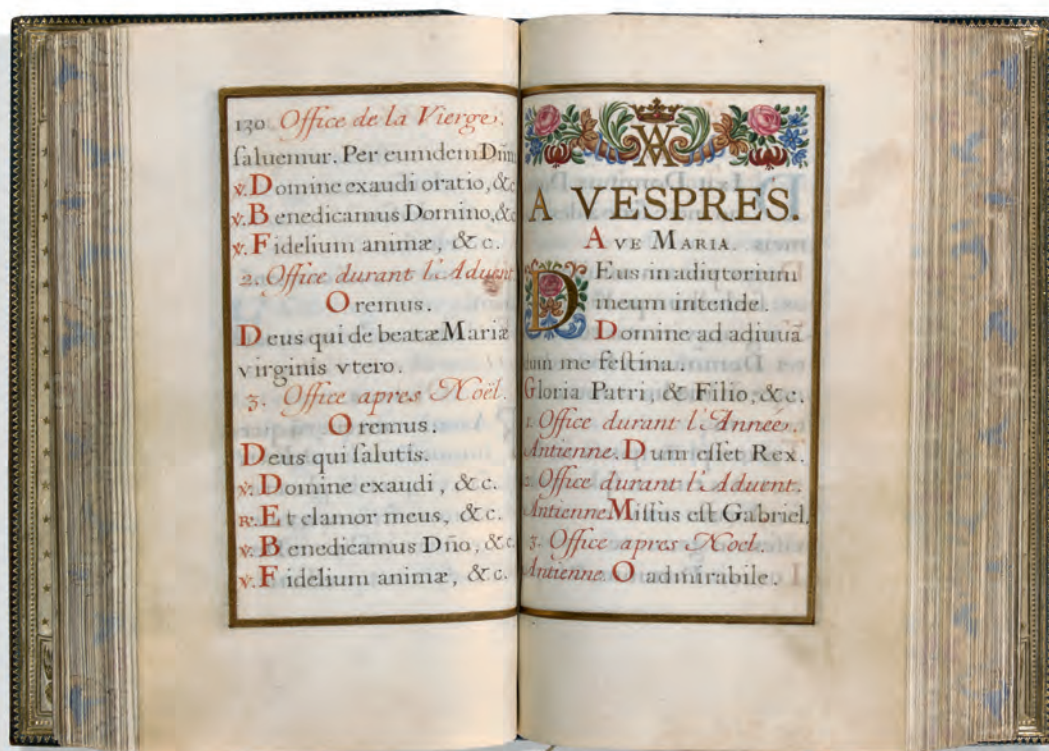 130 Office de la Vierge.
saluemur. Per eumdem Dñm
℣. Domine exaudi oratio, &c
℣. Benedicamus Domino, &c
℣. Fidelium animæ, &c.
2. Office durant l'Aduent
Oremus.
Deus qui de beatæ Mariæ
virginis vtero.
3. Office apres Noël.
Oremus.
Deus qui salutis.
℣. Domine exaudi, &c.
℟. Et clamor meus, &c.
℣. Benedicamus Dño, &c.
℣. Fidelium animæ, &c.
A VESPRES.
AVE MARIA.
DEus in adiutorium
meum intende.
Domine ad adiuuã
dum me festina.
Gloria Patri, & Filio, &c.
1. Office durant l'Année.
Antienne. Dum esset Rex.
2. Office durant l'Aduent.
Antienne Missus est Gabriel.
3. Office apres Noel.
Antienne. O admirabile.